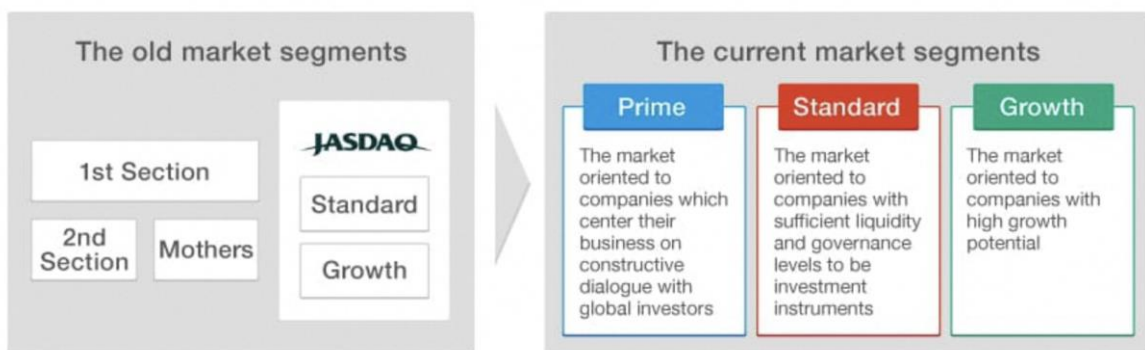 The old market segments
1st Section
2nd
Section
Mothers
JASDAQ
Standard
Growth
The current market segments
Prime
The market
oriented to
companies which
center their
business on
constructive
dialogue with
global investors
Standard
The market
oriented to
companies with
sufficient liquidity
and governance
levels to be
investment
instruments
Growth
The market
oriented to
companies with
high growth
potential